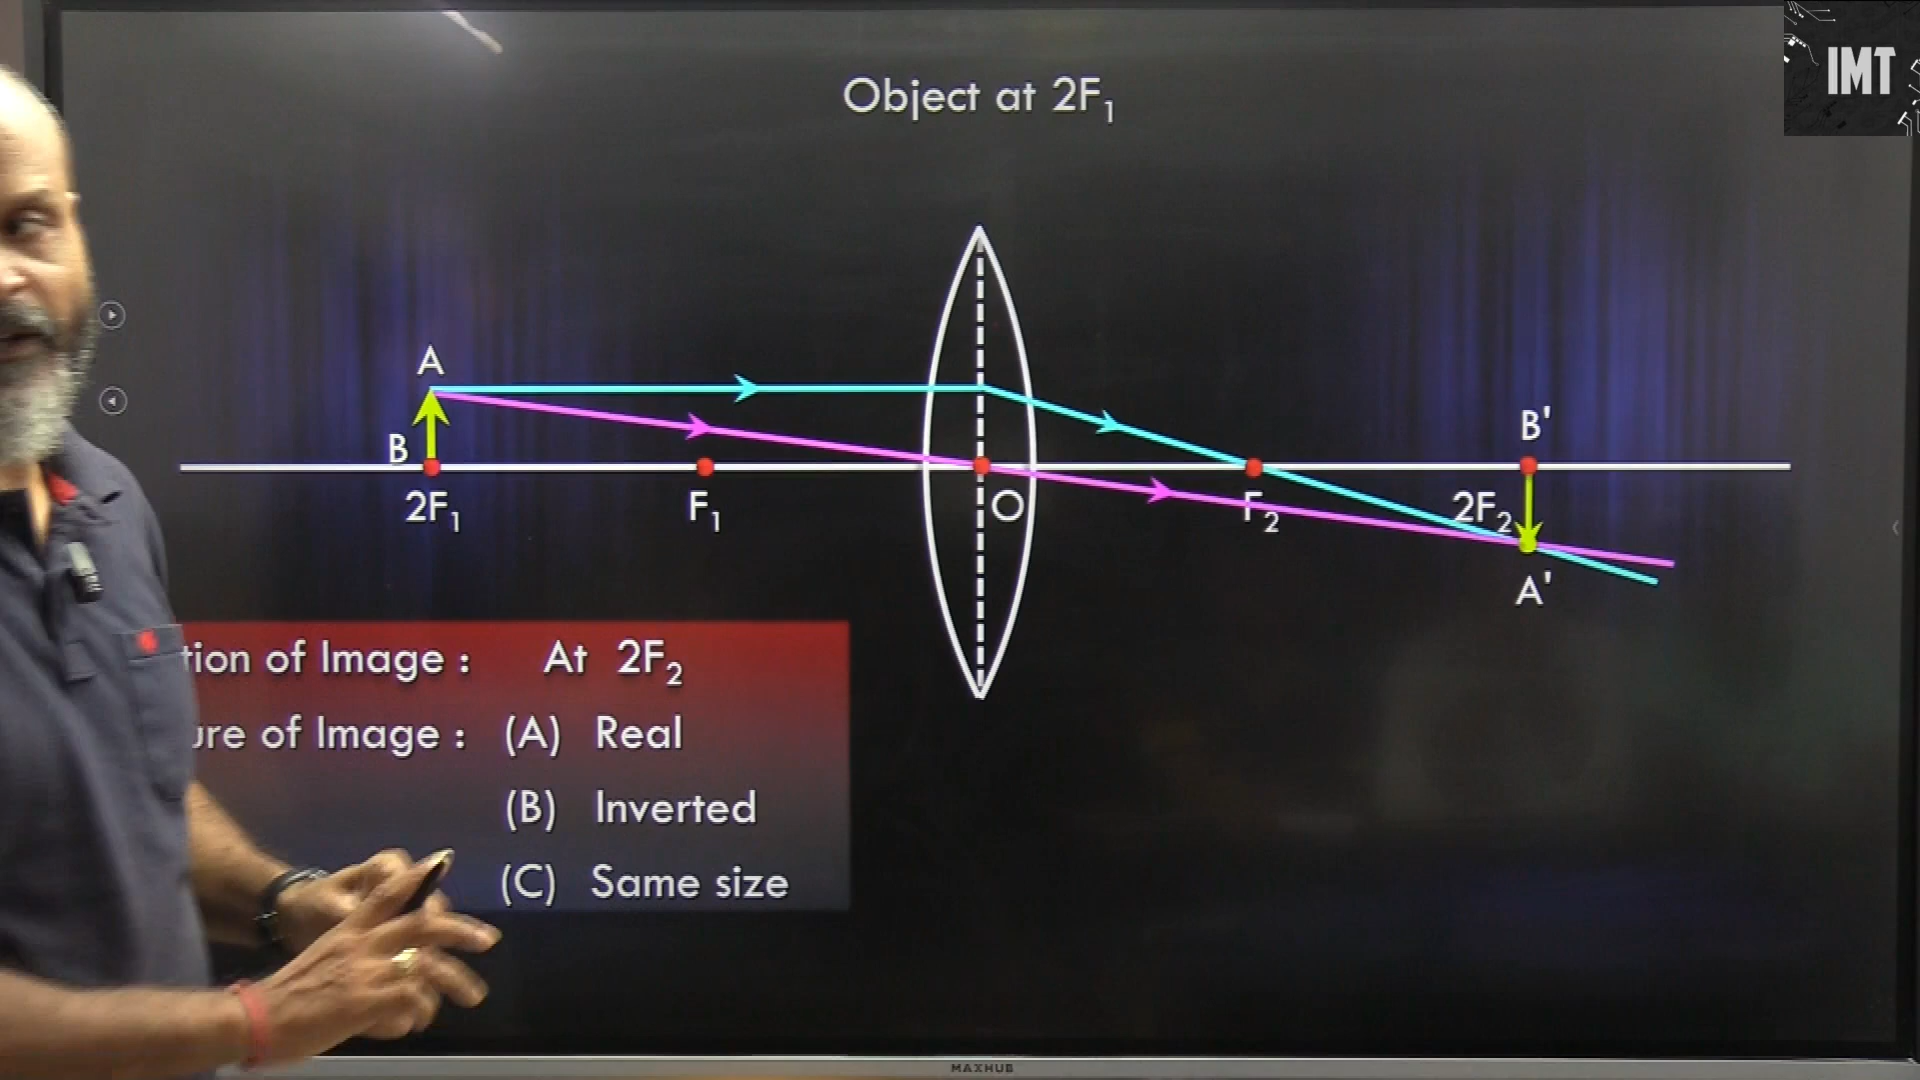 IMT
Object at 2F₁
A
B
B'
2F₁
F₁
O
F₂
2F₂
A'
tion of Image : At 2F₂
ure of Image : (A) Real
(B) Inverted
(C) Same size
MAXHUB